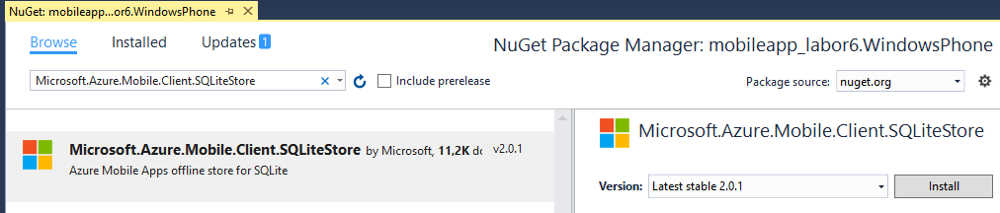 NuGet: mobileapp...or6.WindowsPhone
Browse Installed Updates 1
NuGet Package Manager: mobileapp_labor6.WindowsPhone
Microsoft.Azure.Mobile.Client.SQLiteStore
Include prerelease
Package source: nuget.org
Microsoft.Azure.Mobile.Client.SQLiteStore by Microsoft, 11,2K do v2.0.1
Azure Mobile Apps offline store for SQLite
Microsoft.Azure.Mobile.Client.SQLiteStore
Version: Latest stable 2.0.1 Install